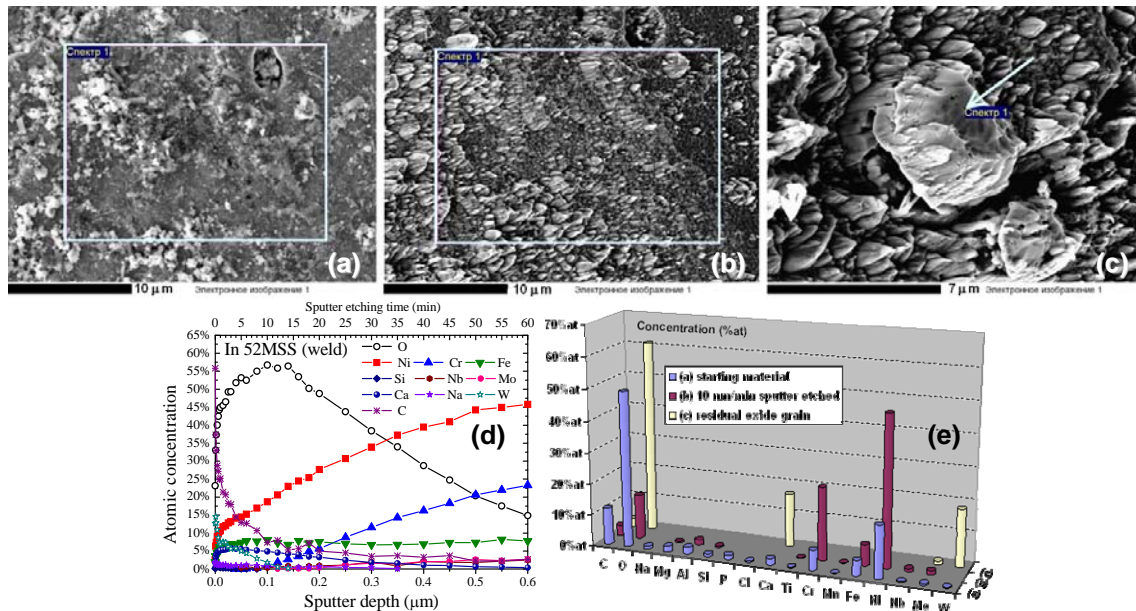 Спектр 1
(a)
10 µm Электронное изображение 1
Спектр 1
(b)
10 µm Электронное изображение 1
Спектр 1
(c)
7 µm Электронное изображение 1
Sputter etching time (min)
0 5 10 15 20 25 30 35 40 45 50 55 60
65%
60%
55%
50%
45%
40%
35%
30%
25%
20%
15%
10%
5%
0%
Atomic concentration
In 52MSS (weld)
O
Ni Cr Fe
Si Nb Mo
Ca Na W
C
(d)
0.0 0.1 0.2 0.3 0.4 0.5 0.6
Sputter depth (µm)
70%at
60%at
50%at
40%at
30%at
20%at
10%at
0%at
Concentration (%at)
(a) starting material
(b) 10 nm/min sputter etched
(c) residual oxide grain
(e)
C O Na Mg Al Si P Cl Ca Ti Cr Mn Fe Ni Nb Mo W